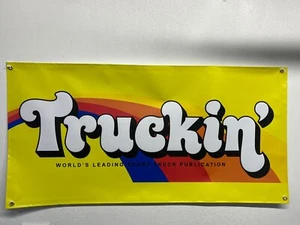 Truckin'
WORLD'S LEADING TRUCK PUBLICATION